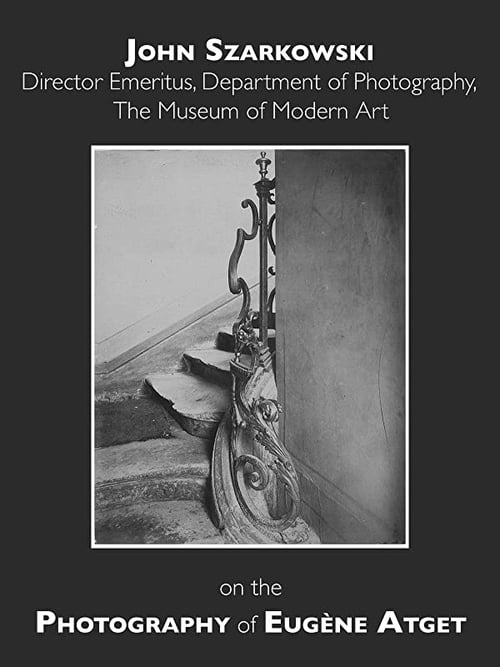 John Szarkowski
Director Emeritus, Department of Photography,
The Museum of Modern Art
on the
Photography of Eugène Atget